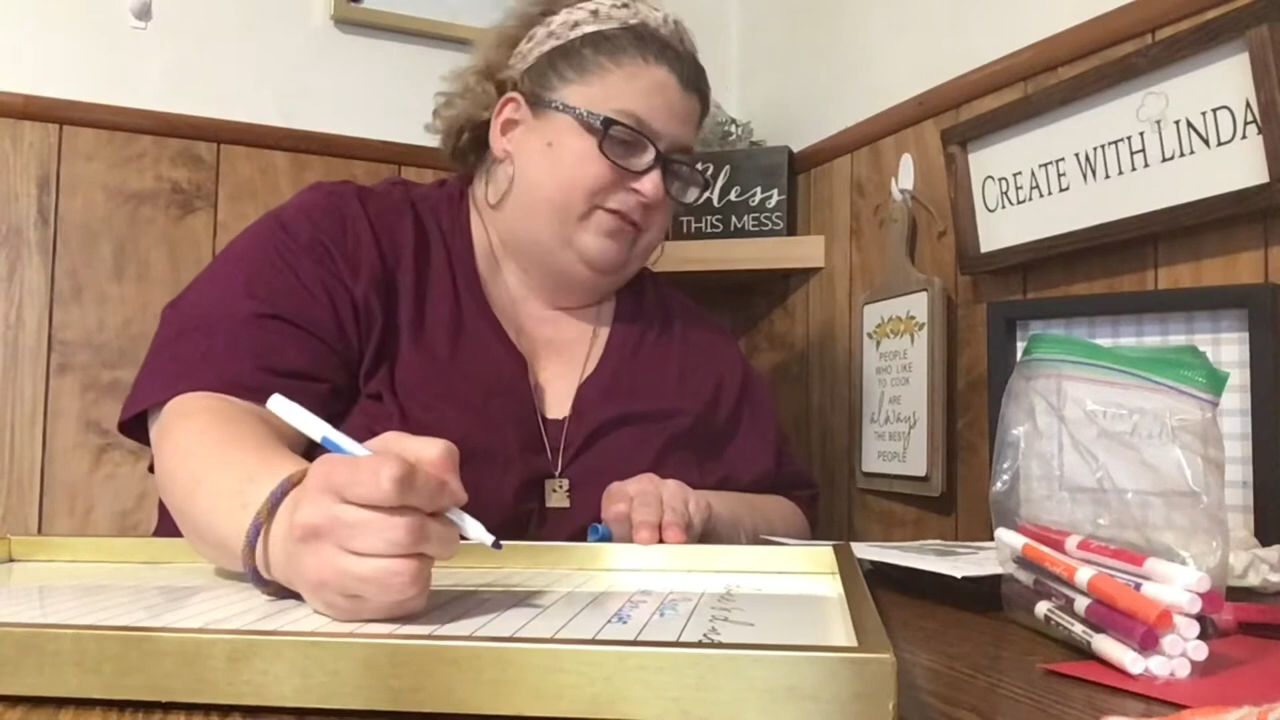 Bless
THIS MESS
CREATE WITH LINDA
PEOPLE
WHO LIKE
TO COOK
ARE
always
THE BEST
PEOPLE